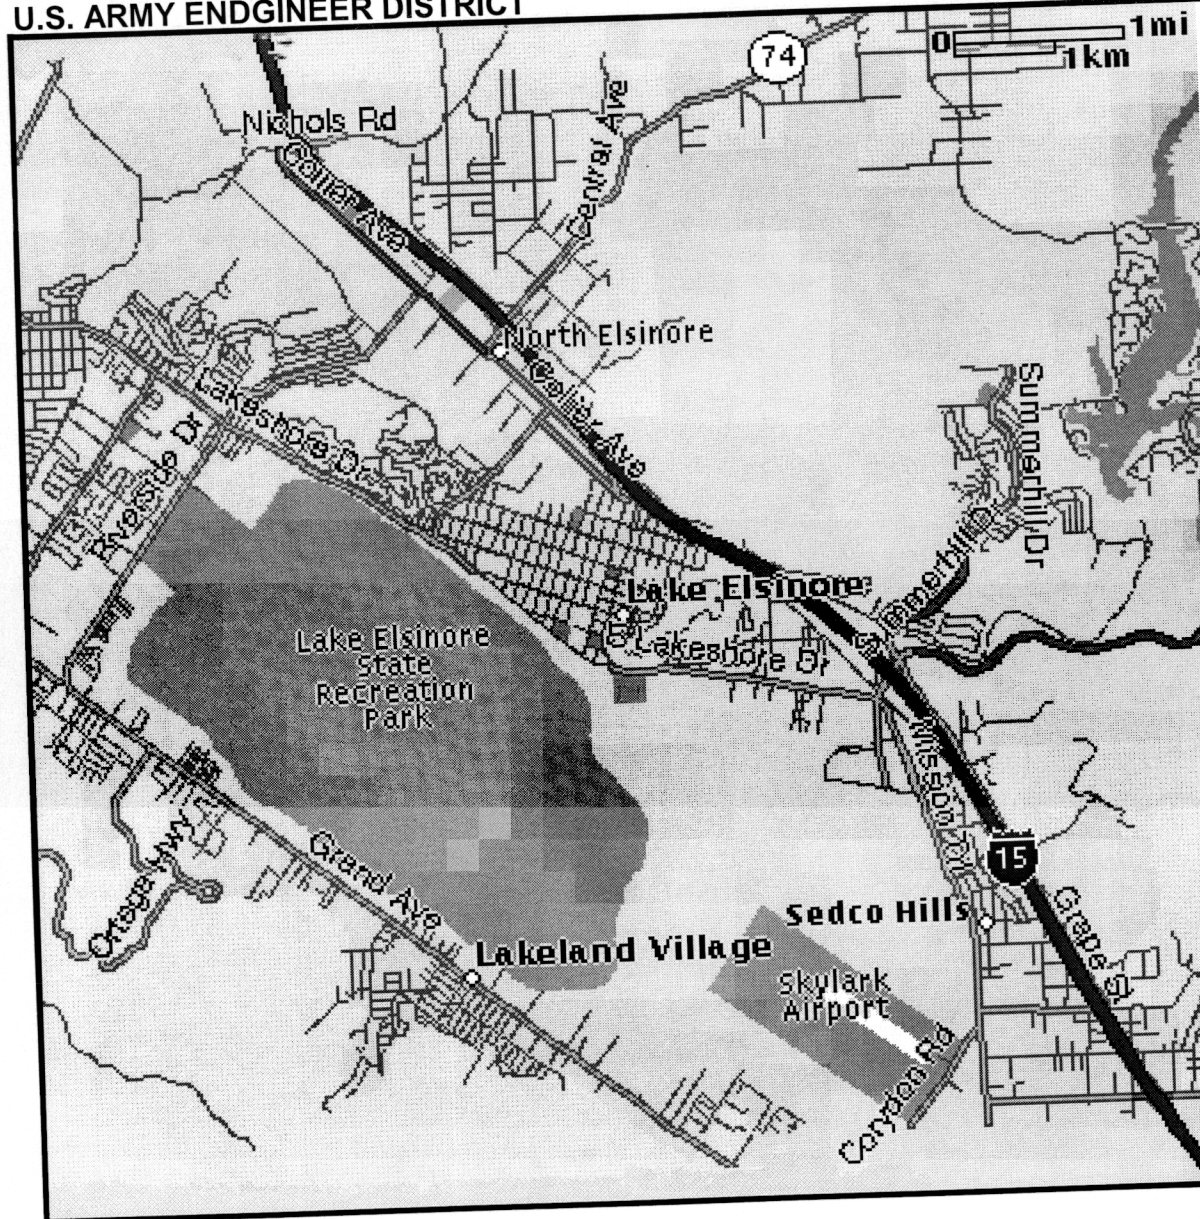 U.S. ARMY ENDGINEER DISTRICT
74
0
1mi
1km
Nichols Rd
Collier Ave
Central Ave
North Elsinore
Collier Ave
Lakeshore Dr
Riverside Dr
Summerhill Dr
Lake Elsinore
E Lakeshore Dr
Lake Elsinore
State
Recreation
Park
Mission Trl
15
Grape St
Ortega Hwy
Grand Ave
Sedco Hills
Lakeland Village
Skylark
Airport
Corydon Rd